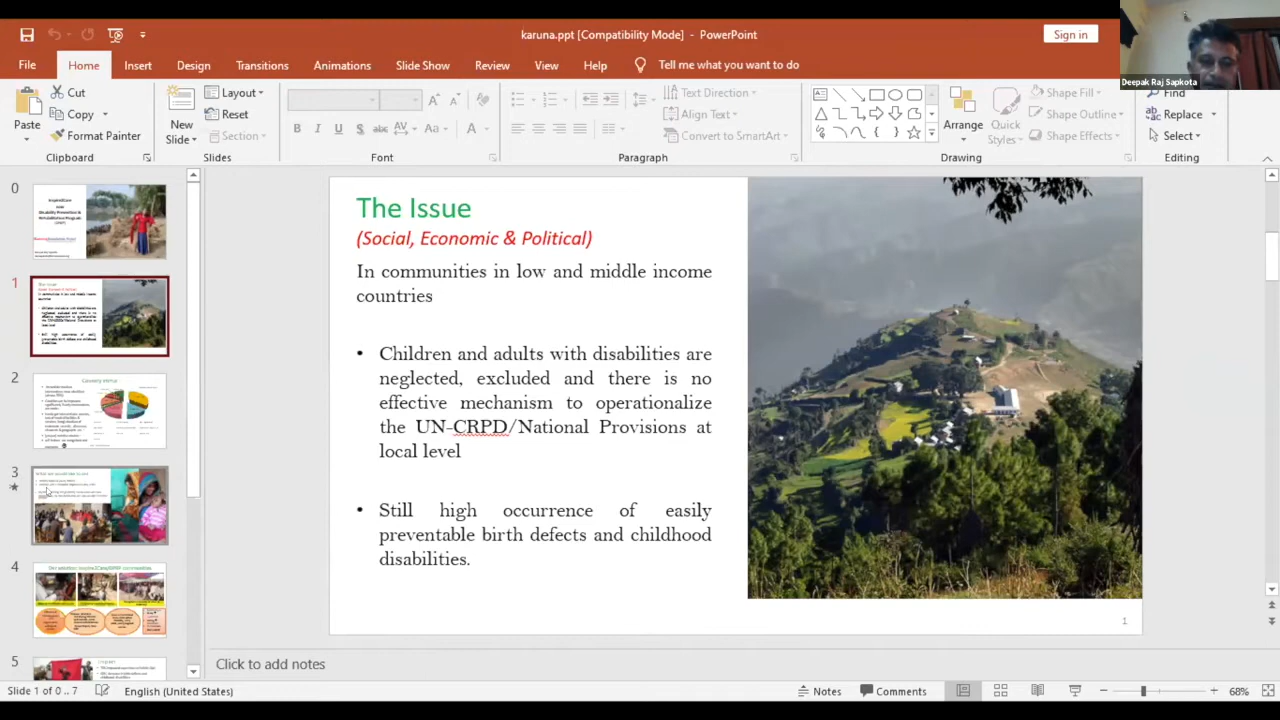 karuna.ppt [Compatibility Mode] - PowerPoint
Sign in
Deepak Raj Sapkota
File Home Insert Design Transitions Animations Slide Show Review View Help Tell me what you want to do
Paste
Cut
Copy
Format Painter
Clipboard
New Slide
Layout
Reset
Section
Slides
Font
Text Direction
Align Text
Convert to SmartArt
Paragraph
Arrange
Quick Styles
Shape Fill
Shape Outline
Shape Effects
Drawing
Find
Replace
Select
Editing
0
1
2
3
4
5
The Issue
(Social, Economic & Political)
In communities in low and middle income
countries
• Children and adults with disabilities are
neglected, excluded and there is no
effective mechanism to operationalize
the UN-CRPD/National Provisions at
local level
• Still high occurrence of easily
preventable birth defects and childhood
disabilities.
1
Click to add notes
Slide 1 of 0 .. 7 English (United States) Notes Comments 68%